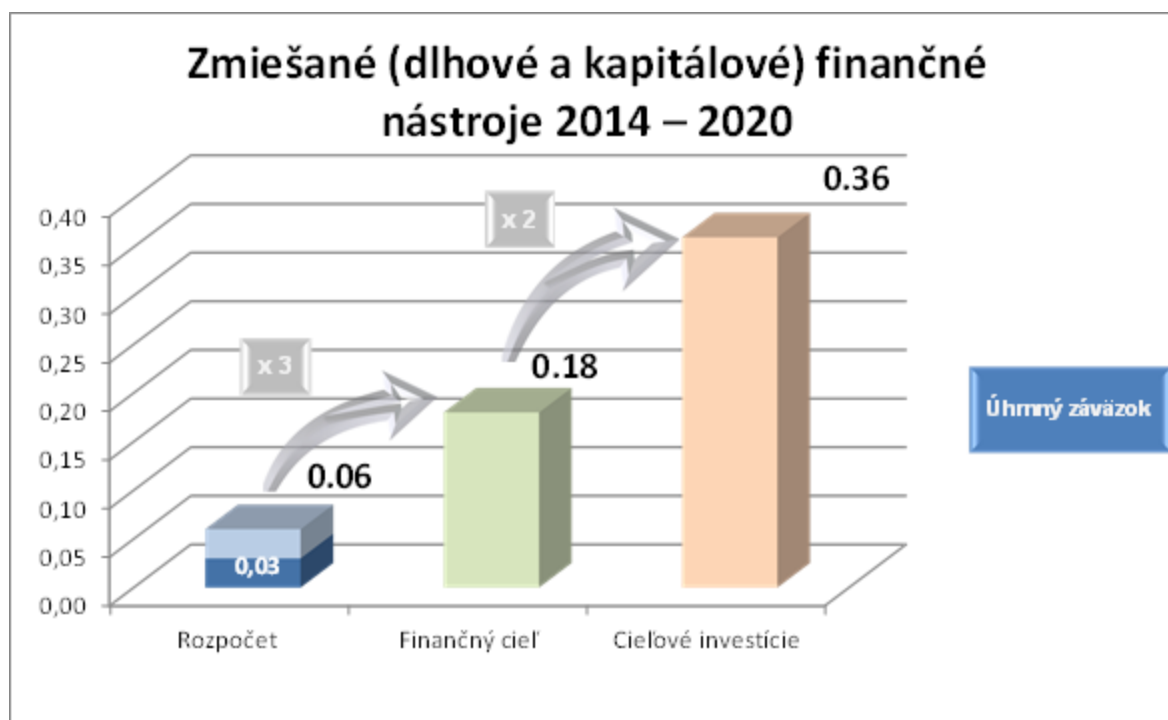 Zmiešané (dlhové a kapitálové) finančné
nástroje 2014 – 2020
0.36
x 2
0,40
0,35
0,30
0,25
0,20
0,15
0,10
0,05
0,00
x 3
0.18
0.06
0,03
Úhrnný záväzok
Rozpočet
Finančný cieľ
Cieľové investície